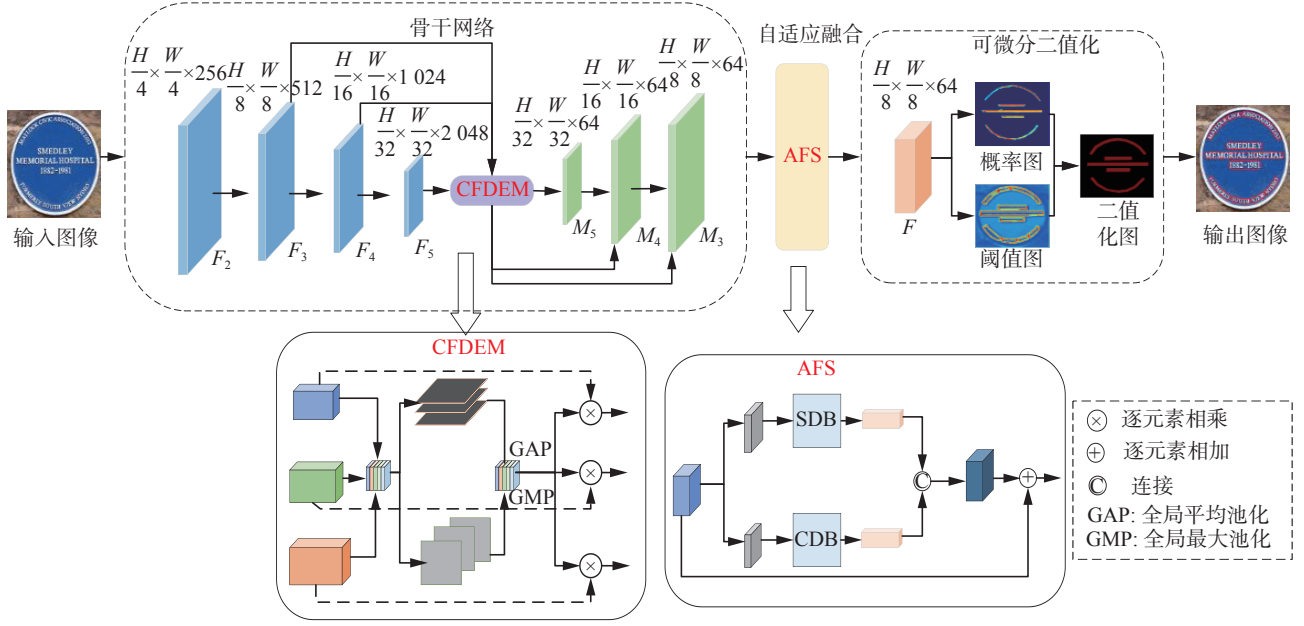 骨干网络
H/4 × W/4 ×256
H/8 × W/8 ×512
H/16 × W/16 ×1 024
H/32 × W/32 ×2 048
H/32 × W/32 ×64
H/16 × W/16 ×64
H/8 × W/8 ×64
F₂
F₃
F₄
F₅
CFDEM
M₅
M₄
M₃
输入图像
SMEDLEY
MEMORIAL HOSPITAL
1882-1981
自适应融合
AFS
可微分二值化
H/8 × W/8 ×64
F
概率图
阈值图
二值
化图
SMEDLEY
MEMORIAL HOSPITAL
1882-1981
输出图像
CFDEM
GAP
GMP
AFS
SDB
CDB
C
⊗ 逐元素相乘
⊕ 逐元素相加
© 连接
GAP: 全局平均池化
GMP: 全局最大池化